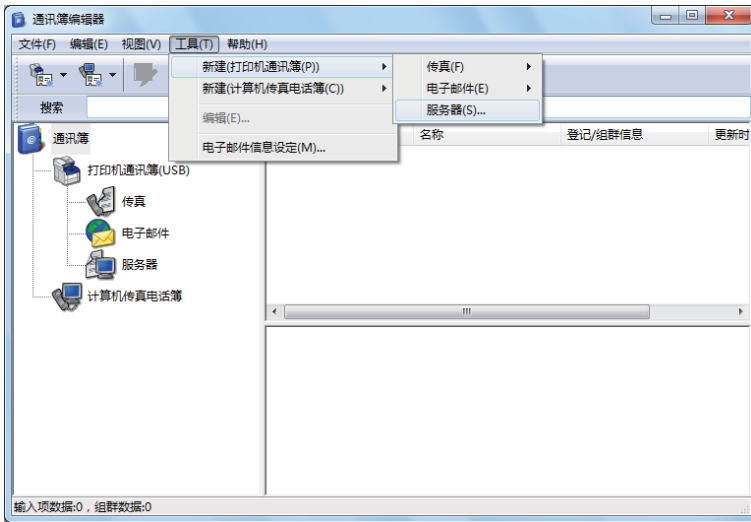 通讯簿编辑器
文件(F) 编辑(E) 视图(V) 工具(T) 帮助(H)
新建(打印机通讯簿(P))
新建(计算机传真电话簿(C))
编辑(E)...
电子邮件信息设定(M)...
传真(F)
电子邮件(E)
服务器(S)...
搜索
名称 登记/组群信息 更新时
通讯簿
打印机通讯簿(USB)
传真
电子邮件
服务器
计算机传真电话簿
输入项数据:0 , 组群数据:0